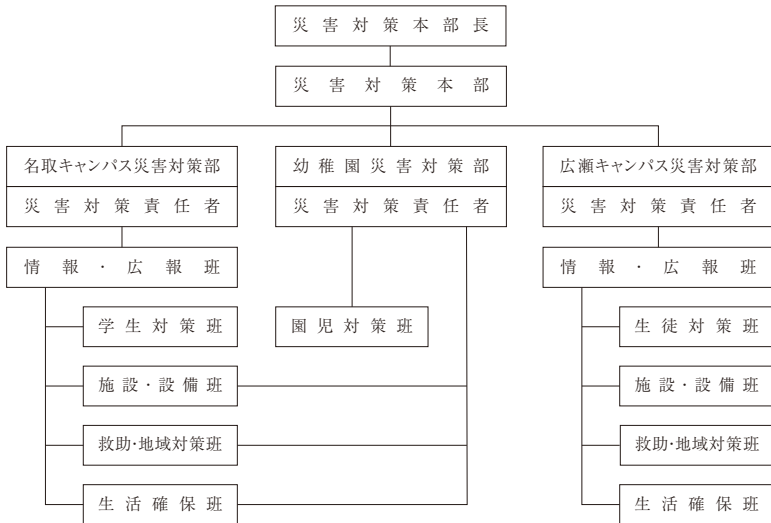 災害対策本部長
災害対策本部
名取キャンパス災害対策部
災害対策責任者
幼稚園災害対策部
災害対策責任者
広瀬キャンパス災害対策部
災害対策責任者
情報・広報班
学生対策班
施設・設備班
救助・地域対策班
生活確保班
園児対策班
情報・広報班
生徒対策班
施設・設備班
救助・地域対策班
生活確保班